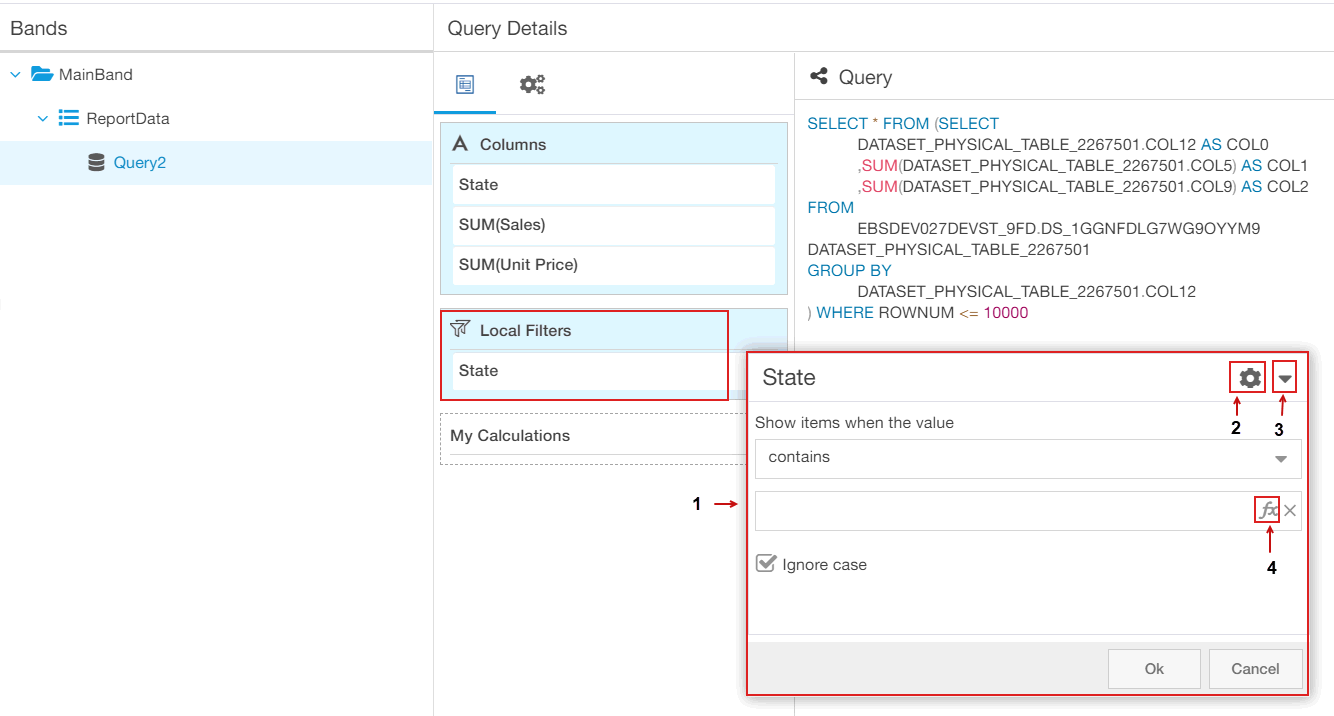 Bands
Query Details
MainBand
ReportData
Query2
Columns
State
SUM(Sales)
SUM(Unit Price)
Local Filters
State
My Calculations
Query
SELECT * FROM (SELECT
DATASET_PHYSICAL_TABLE_2267501.COL12 AS COL0
,SUM(DATASET_PHYSICAL_TABLE_2267501.COL5) AS COL1
,SUM(DATASET_PHYSICAL_TABLE_2267501.COL9) AS COL2
FROM
EBSDEV027DEVST_9FD.DS_1GGNFDLG7WG9OYYM9
DATASET_PHYSICAL_TABLE_2267501
GROUP BY
DATASET_PHYSICAL_TABLE_2267501.COL12
) WHERE ROWNUM <= 10000
State
2
3
Show items when the value
contains
1
fx
4
Ignore case
Ok
Cancel